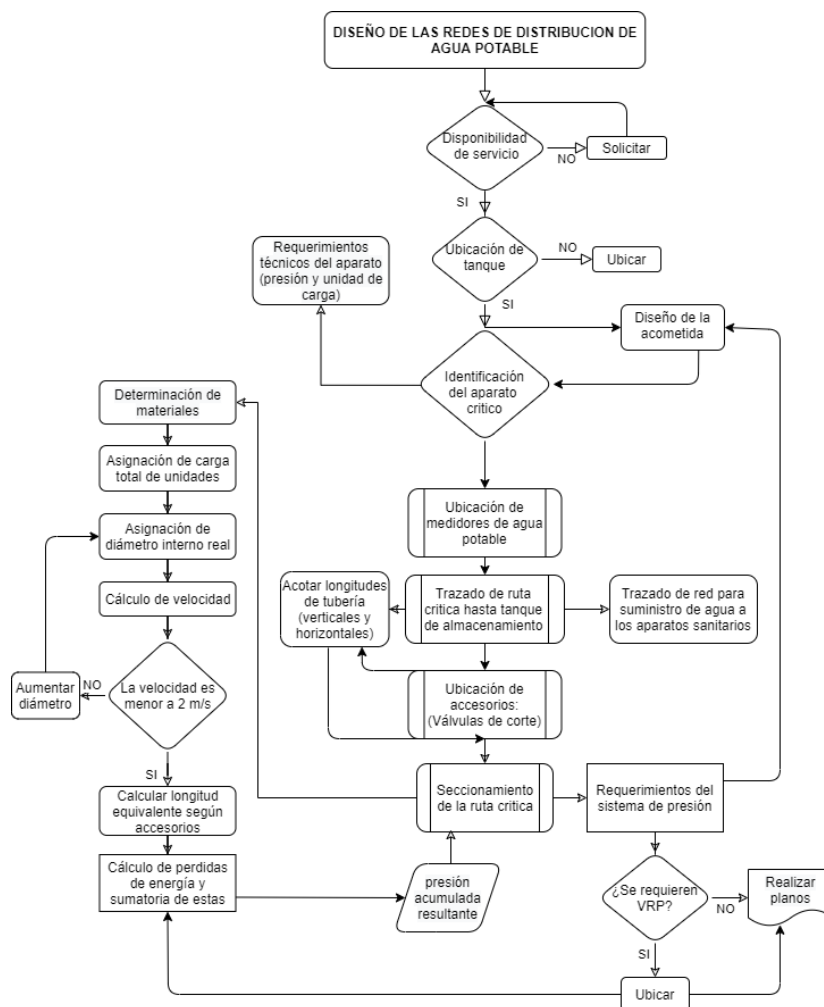 DISEÑO DE LAS REDES DE DISTRIBUCION DE
AGUA POTABLE
Disponibilidad
de servicio
NO
Solicitar
SI
Ubicación de
tanque
NO
Ubicar
SI
Requerimientos
técnicos del aparato
(presión y unidad de
carga)
Diseño de la
acometida
Identificación
del aparato
critico
Determinación de
materiales
Asignación de carga
total de unidades
Asignación de
diámetro interno real
Cálculo de velocidad
La velocidad es
menor a 2 m/s
NO
Aumentar
diámetro
SI
Calcular longitud
equivalente según
accesorios
Cálculo de perdidas
de energía y
sumatoria de estas
Ubicación de
medidores de agua
potable
Acotar longitudes
de tubería
(verticales y
horizontales)
Trazado de ruta
critica hasta tanque
de almacenamiento
Trazado de red para
suministro de agua a
los aparatos sanitarios
Ubicación de
accesorios:
(Válvulas de corte)
Seccionamiento
de la ruta critica
Requerimientos del
sistema de presión
presión
acumulada
resultante
¿Se requieren
VRP?
NO
Realizar
planos
SI
Ubicar